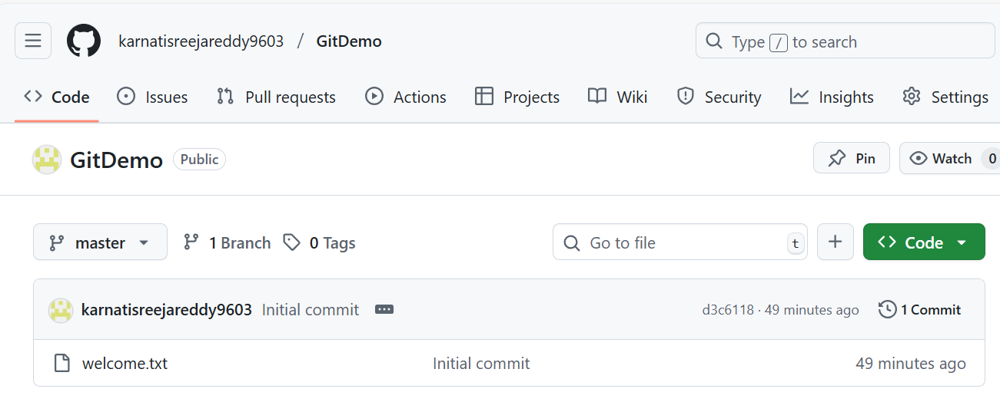 karnatisreejareddy9603 / GitDemo Type / to search
Code Issues Pull requests Actions Projects Wiki Security Insights Settings
GitDemo Public Pin Watch 0
master 1 Branch 0 Tags Go to file t + Code
karnatisreejareddy9603 Initial commit ... d3c6118 · 49 minutes ago 1 Commit
welcome.txt Initial commit 49 minutes ago